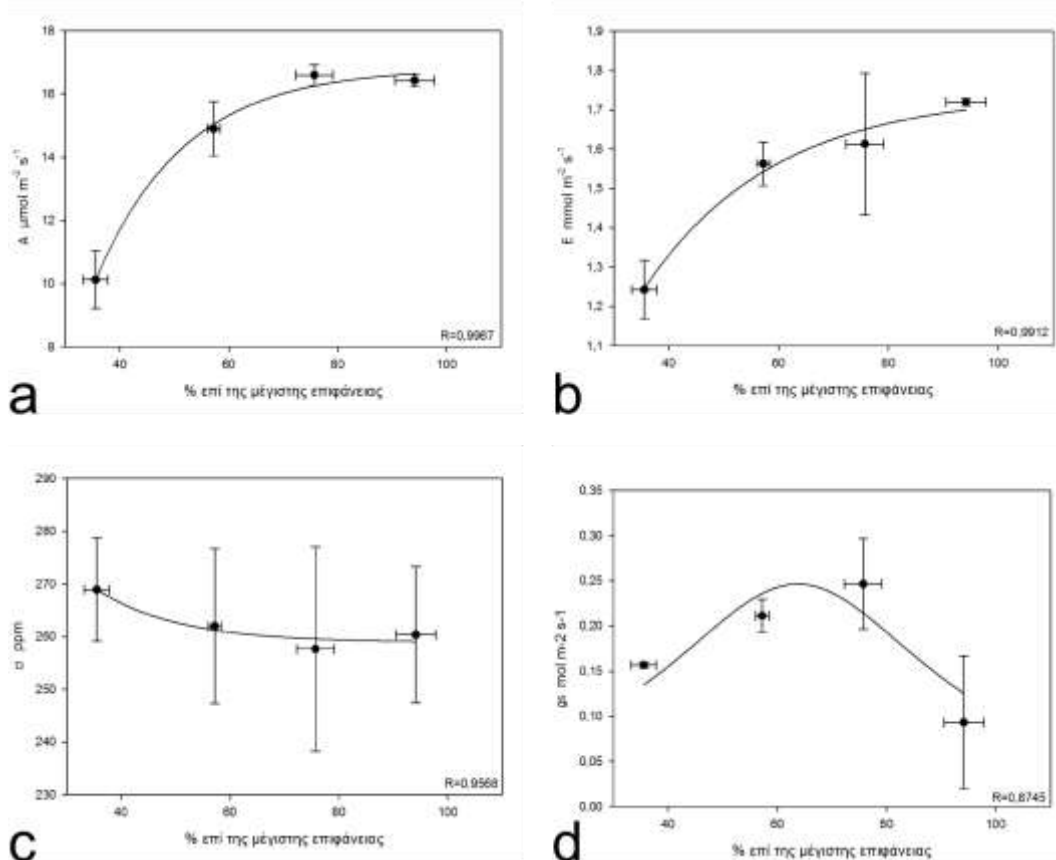 18
16
14
12
10
8
A μmol m⁻² s⁻¹
40 60 80 100
% επί της μέγιστης επιφάνειας
R=0,9967
a
1,9
1,8
1,7
1,6
1,5
1,4
1,3
1,2
1,1
E mmol m⁻² s⁻¹
40 60 80 100
% επί της μέγιστης επιφάνειας
R=0,9912
b
290
280
270
260
250
240
230
ppm
40 60 80 100
% επί της μέγιστης επιφάνειας
R=0,9568
c
0,35
0,30
0,25
0,20
0,15
0,10
0,05
0,00
gs mol m-2 s-1
40 60 80 100
% επί της μέγιστης επιφάνειας
R=0,8745
d